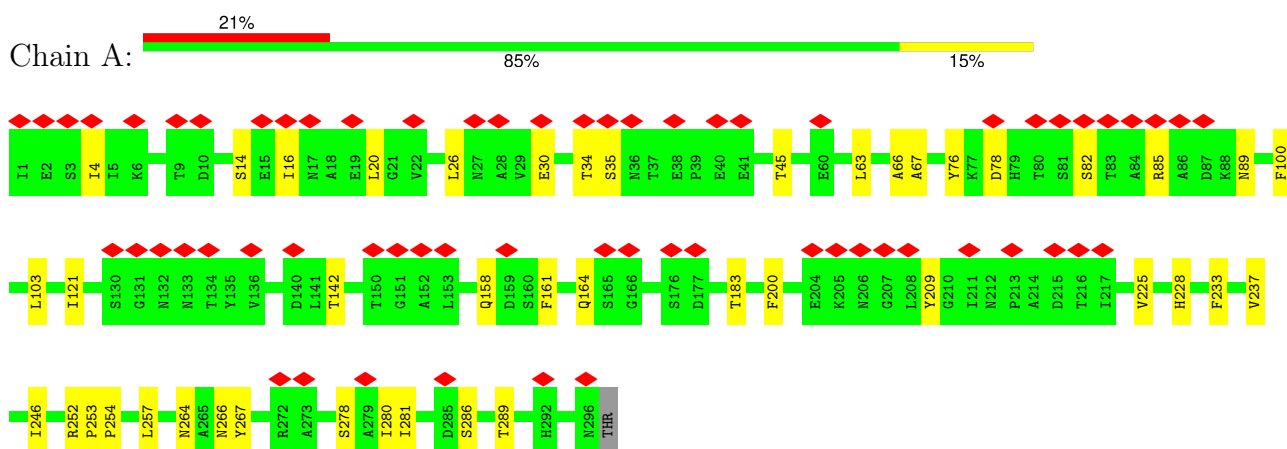 21%
Chain A:
85% 15%
I1 E2 S3 I4 I5 K6 T9 D10 S14 E15 I16 N17 A18 E19 L20 G21 V22 L26 N27 A28 V29 E30 T34 S35 N36 T37 E38 P39 E40 E41 T45 E60 L63 A66 A67 Y76 K77 D78 H79 T80 S81 S82 T83 A84 R85 A86 D87 K88 N89 F100
L103 I121 S130 G131 N132 N133 T134 Y135 V136 D140 L141 T142 T150 G151 A152 L153 Q158 D159 S160 F161 Q164 S165 G166 S176 D177 T183 F200 E204 K205 N206 G207 L208 Y209 G210 I211 N212 P213 A214 D215 T216 I217 V225 H228 F233 V237
I246 R252 P253 P254 L257 N264 A265 N266 Y267 R272 A273 S278 A279 I280 I281 D285 S286 T289 H292 N296 THR